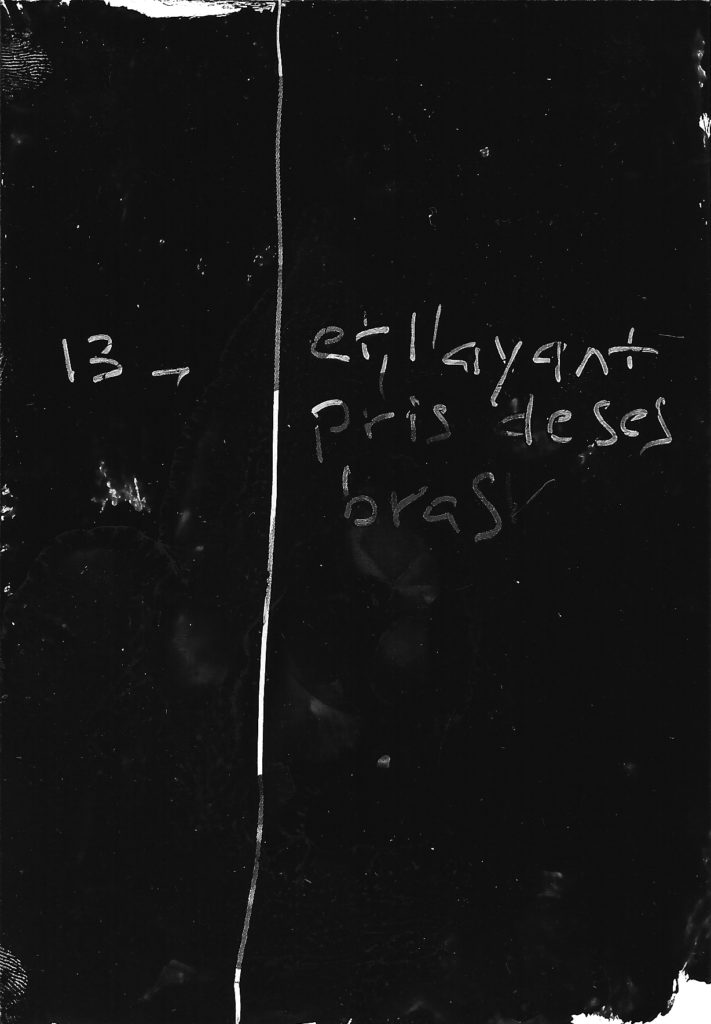 13 -
et, l'ayant
pris de ses
bras